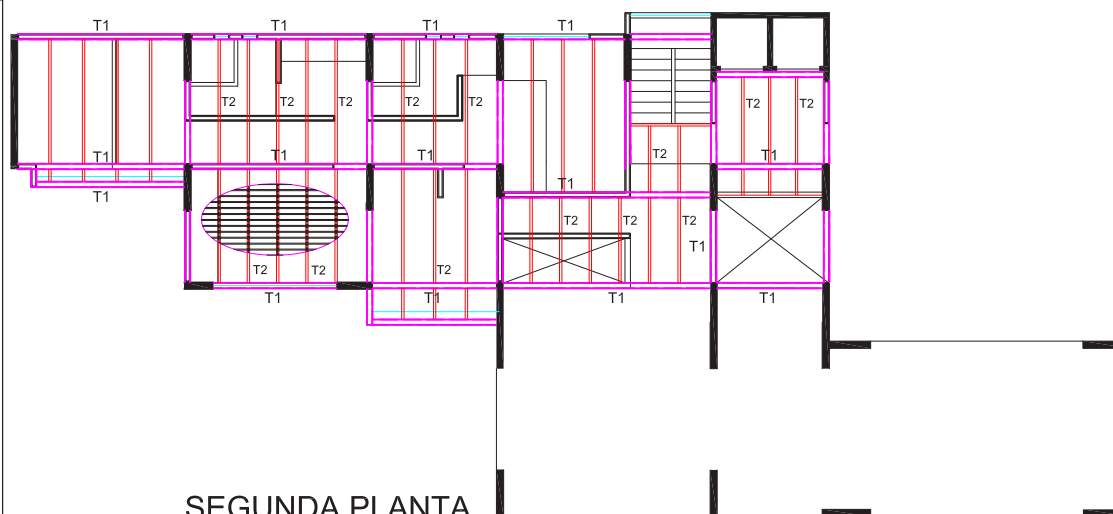 T1 T1 T1 T1
T2 T2 T2 T2 T2 T2 T2
T1 T1 T1 T2 T1
T1 T1
T2 T2 T2
T1
T2 T2 T2
T1 T1 T1 T1
SEGUNDA PLANTA